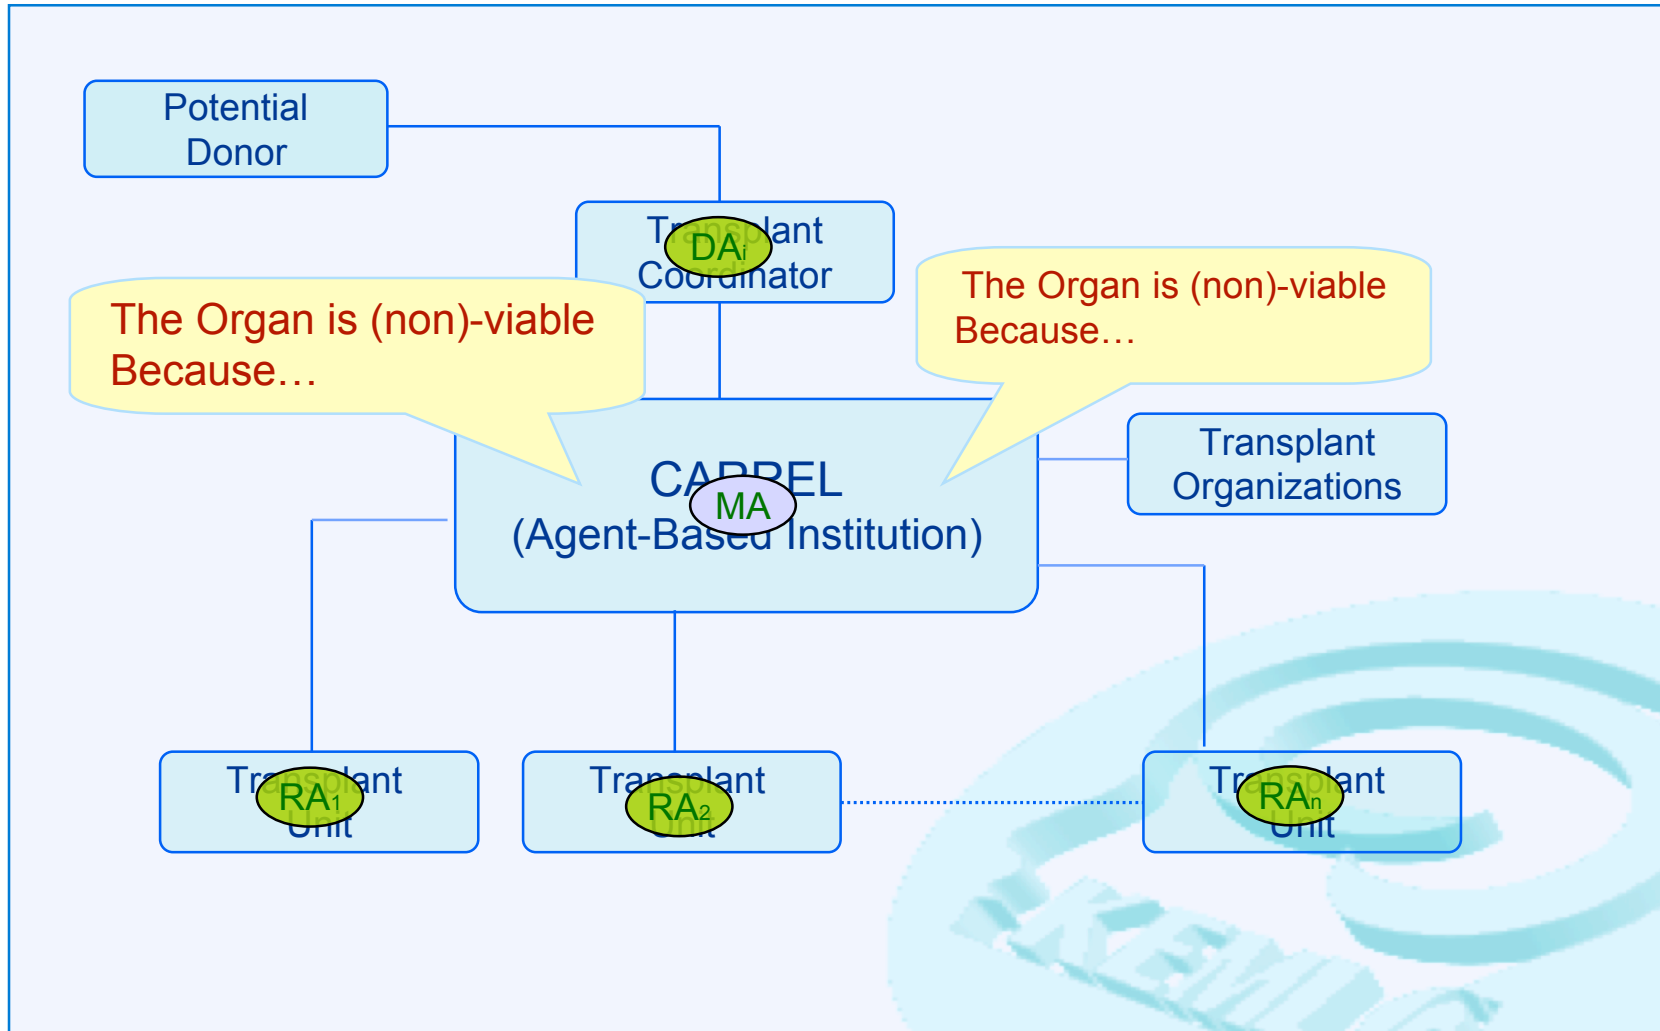 Potential
Donor
Transplant
Coordinator
DAi
The Organ is (non)-viable
Because…
The Organ is (non)-viable
Because…
CARREL
(Agent-Based Institution)
MA
Transplant
Organizations
Transplant
Unit
RA1
Transplant
Unit
RA2
Transplant
Unit
RAn